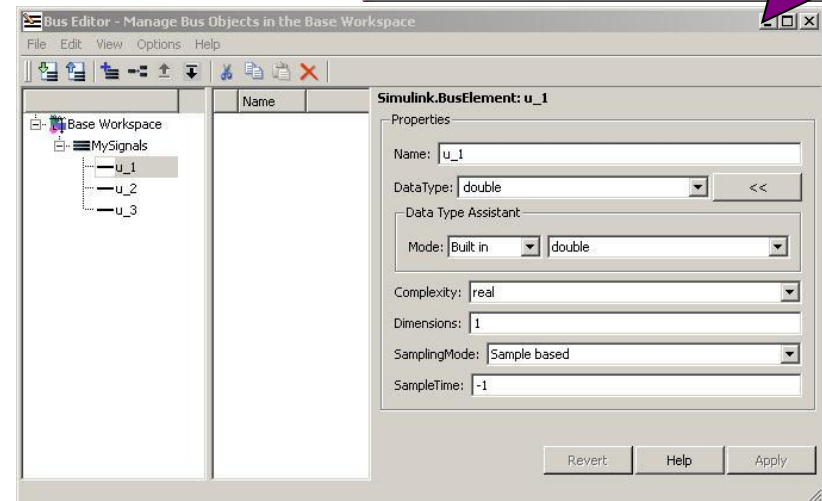 Bus Editor - Manage Bus Objects in the Base Workspace
File Edit View Options Help
Name
Base Workspace
MySignals
u_1
u_2
u_3
Simulink.BusElement: u_1
Properties
Name: u_1
DataType: double <<
Data Type Assistant
Mode: Built in double
Complexity: real
Dimensions: 1
SamplingMode: Sample based
SampleTime: -1
Revert Help Apply